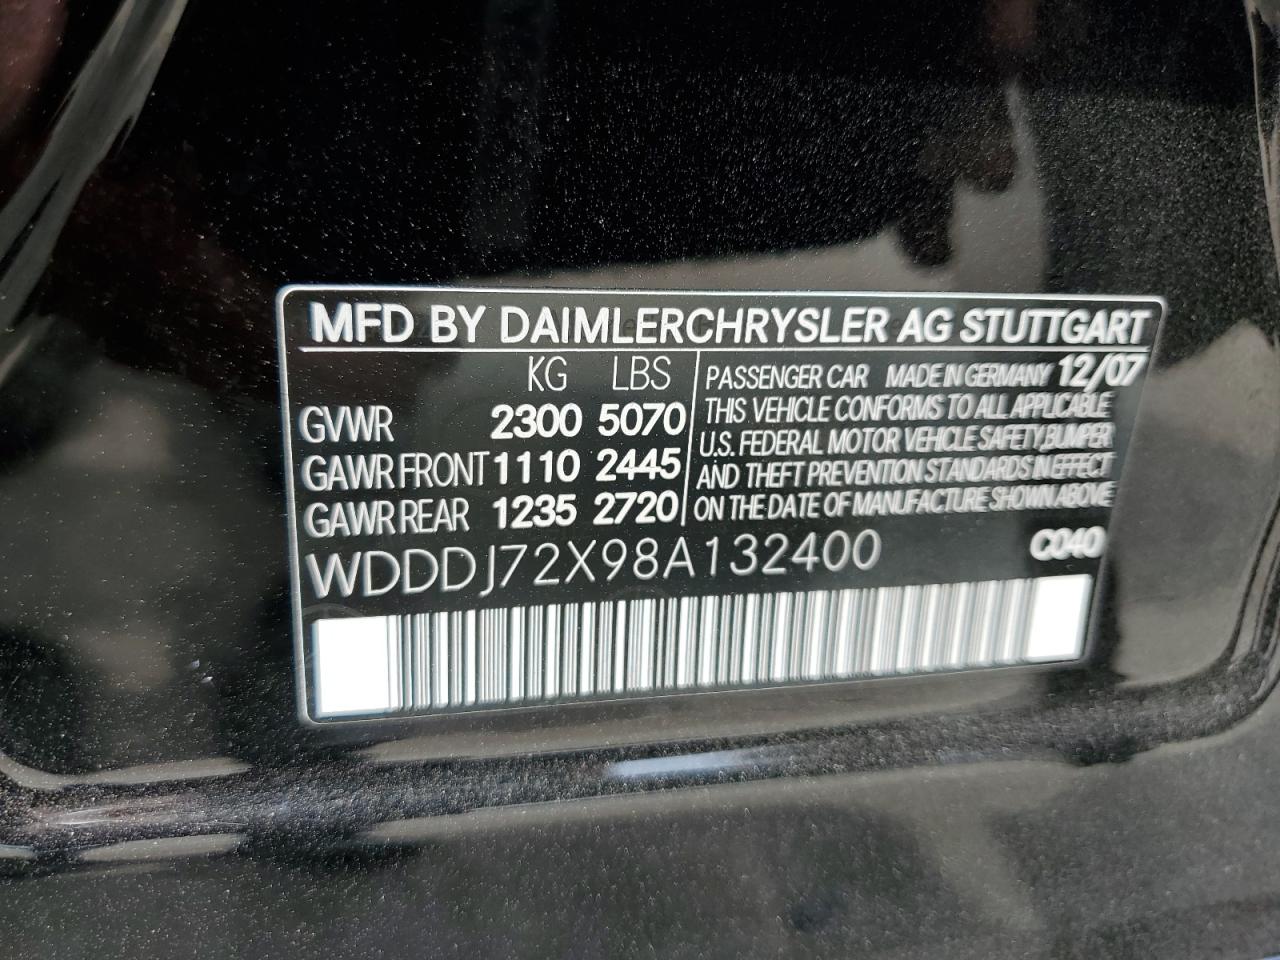 MFD BY DAIMLERCHRYSLER AG STUTTGART
KG LBS
GVWR 2300 5070
GAWR FRONT 1110 2445
GAWR REAR 1235 2720
PASSENGER CAR MADE IN GERMANY 12/07
THIS VEHICLE CONFORMS TO ALL APPLICABLE
U.S. FEDERAL MOTOR VEHICLE SAFETY, BUMPER
AND THEFT PREVENTION STANDARDS IN EFFECT
ON THE DATE OF MANUFACTURE SHOWN ABOVE
WDDDJ72X98A132400 C040